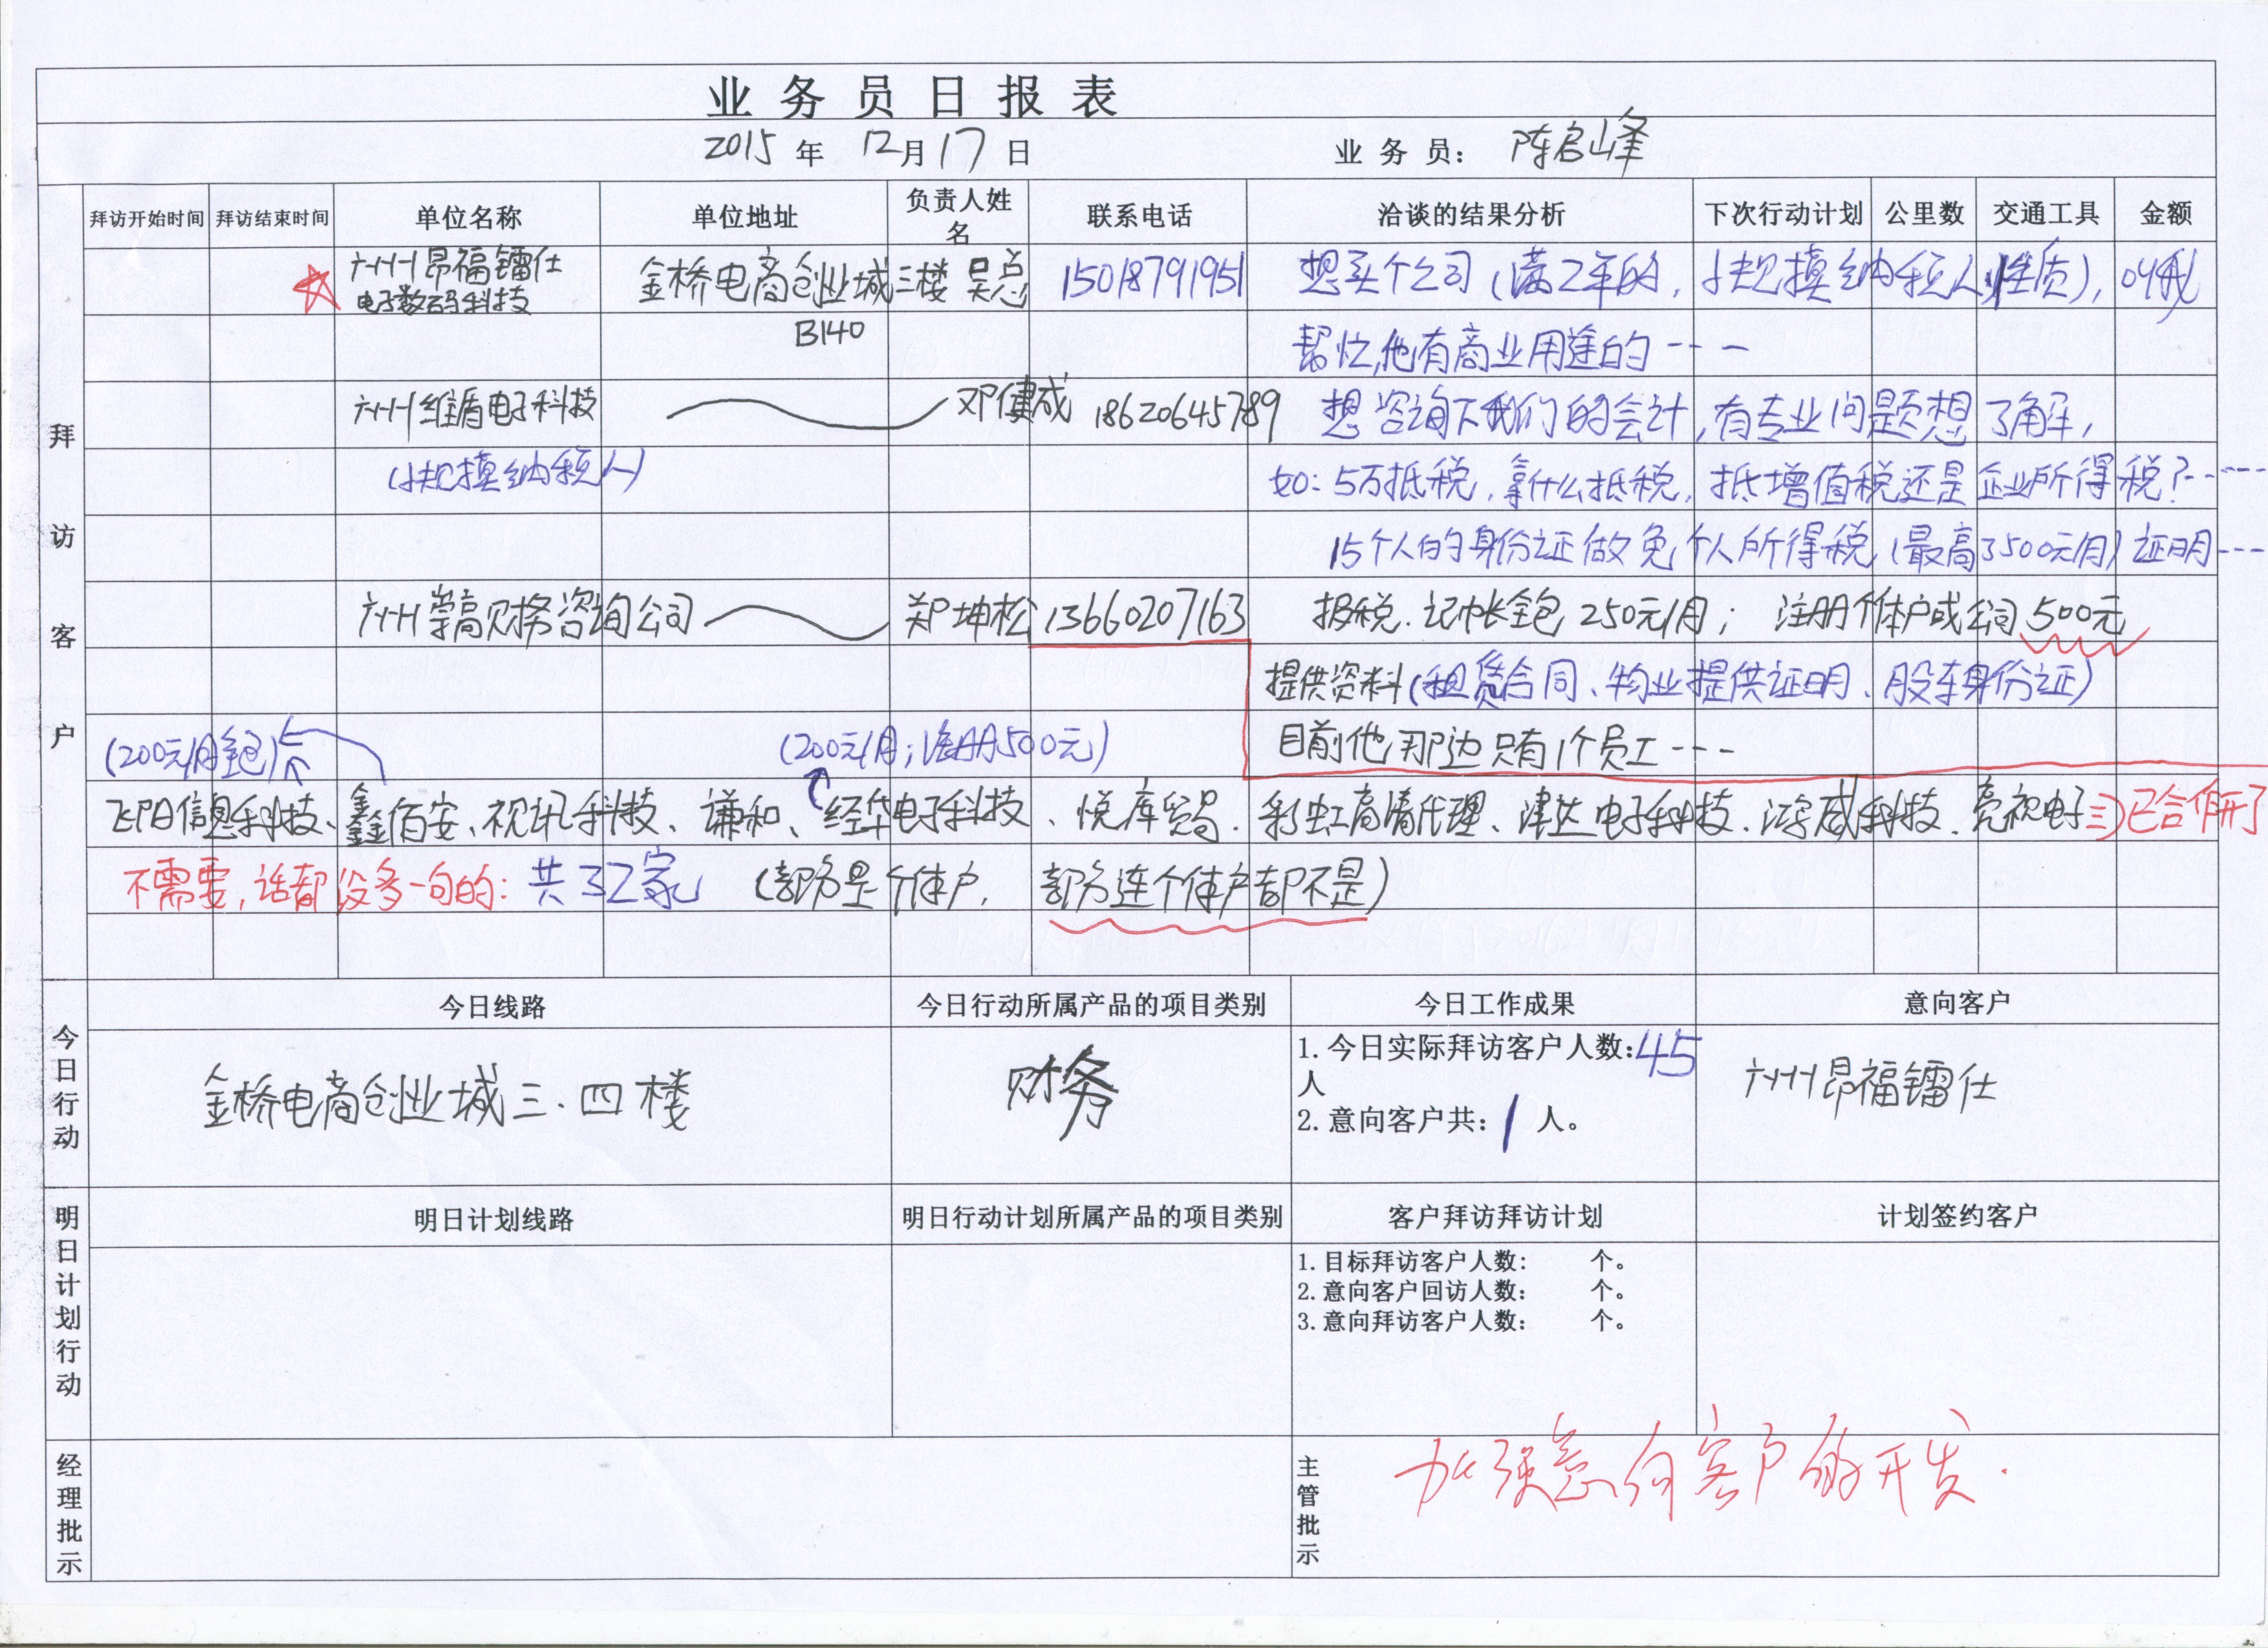 业务员日报表
2015 年 12月17日 业务员： 陈启峰
拜访客户
拜访开始时间 拜访结束时间 单位名称 单位地址 负责人姓名 联系电话 洽谈的结果分析 下次行动计划 公里数 交通工具 金额
广州昂福镭仕 金桥电商创业城三楼 吴总 15018791951 想买个公司(满2年的，小规模纳税人性质)，叫我
电子数码科技
B140 帮忙,他有商业用途的---
广州维盾电子科技 邓健成 18620645789 想咨询下我们的会计,有专业问题想了解,
(小规模纳税人) 如:5万抵税,拿什么抵税,抵增值税还是企业所得税?----
15个人的身份证做免个人所得税(最高3500元/月)证明---
广州崇高财务咨询公司 郑坤松 13660207163 报税.记帐全包250元/月; 注册个体户或公司500元
提供资料(租赁合同、物业提供证明、股东身份证)
(200元/月全包) (200元/月;注册500元) 目前他那边只有1个员工---
飞阳信息科技、鑫佰安、视讯科技、谦和、经华电子科技、悦库贸易.彩虹高清代理、津达电子科技.鸿威科技.亮视电子 已合作开了
不需要,话都没多一句的: 共32家 (部分是个体户, 部分连个体户都不是)
今日行动
今日线路 今日行动所属产品的项目类别 今日工作成果 意向客户
金桥电商创业城三.四楼 财务 1.今日实际拜访客户人数:45人 广州昂福镭仕
2.意向客户共: 1 人。
明日计划行动
明日计划线路 明日行动计划所属产品的项目类别 客户拜访拜访计划 计划签约客户
1.目标拜访客户人数: 个。
2.意向客户回访人数: 个。
3.意向拜访客户人数: 个。
经理批示 主管批示 加强意向客户的开发.